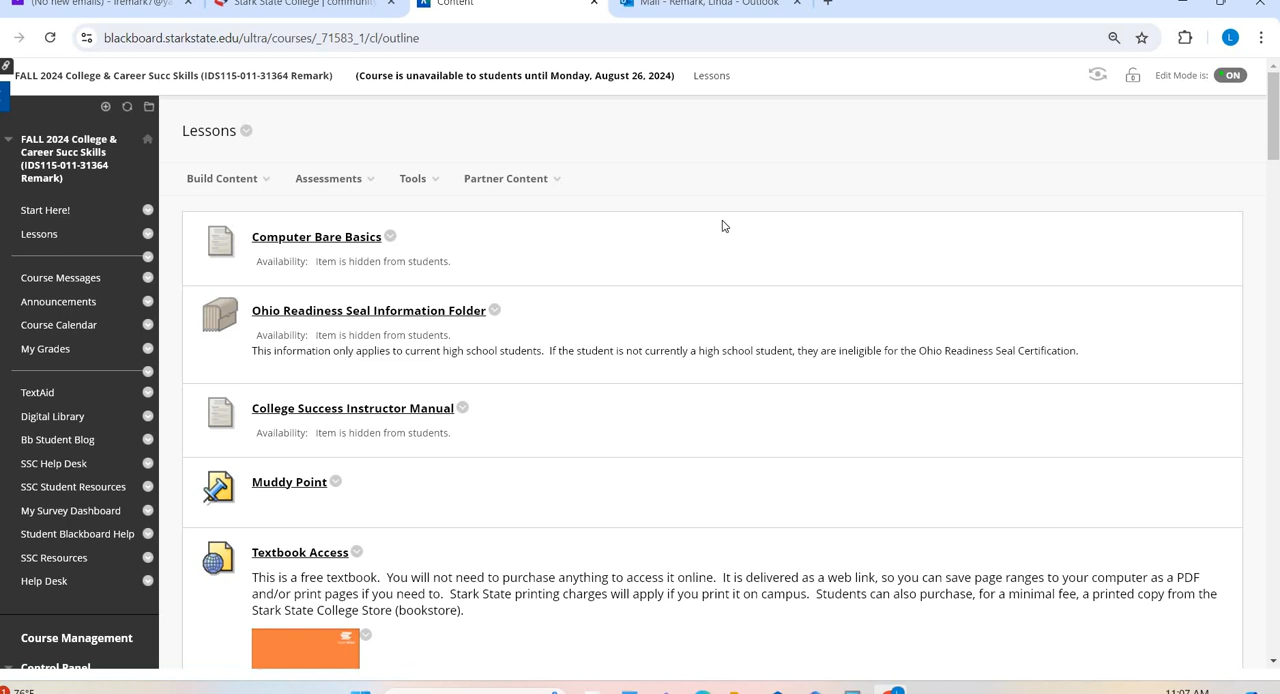 (No new emails) - lremark7@ya
Stark State College | communit
Content
Mail - Remark, Linda - Outlook
blackboard.starkstate.edu/ultra/courses/_71583_1/cl/outline
L
FALL 2024 College & Career Succ Skills (IDS115-011-31364 Remark)
(Course is unavailable to students until Monday, August 26, 2024)
Lessons
Edit Mode is:
ON
FALL 2024 College &
Career Succ Skills
(IDS115-011-31364
Remark)
Start Here!
Lessons
Course Messages
Announcements
Course Calendar
My Grades
TextAid
Digital Library
Bb Student Blog
SSC Help Desk
SSC Student Resources
My Survey Dashboard
Student Blackboard Help
SSC Resources
Help Desk
Course Management
Control Panel
Lessons
Build Content
Assessments
Tools
Partner Content
Computer Bare Basics
Availability: Item is hidden from students.
Ohio Readiness Seal Information Folder
Availability: Item is hidden from students.
This information only applies to current high school students. If the student is not currently a high school student, they are ineligible for the Ohio Readiness Seal Certification.
College Success Instructor Manual
Availability: Item is hidden from students.
Muddy Point
Textbook Access
This is a free textbook. You will not need to purchase anything to access it online. It is delivered as a web link, so you can save page ranges to your computer as a PDF
and/or print pages if you need to. Stark State printing charges will apply if you print it on campus. Students can also purchase, for a minimal fee, a printed copy from the
Stark State College Store (bookstore).
76°F
11:07 AM